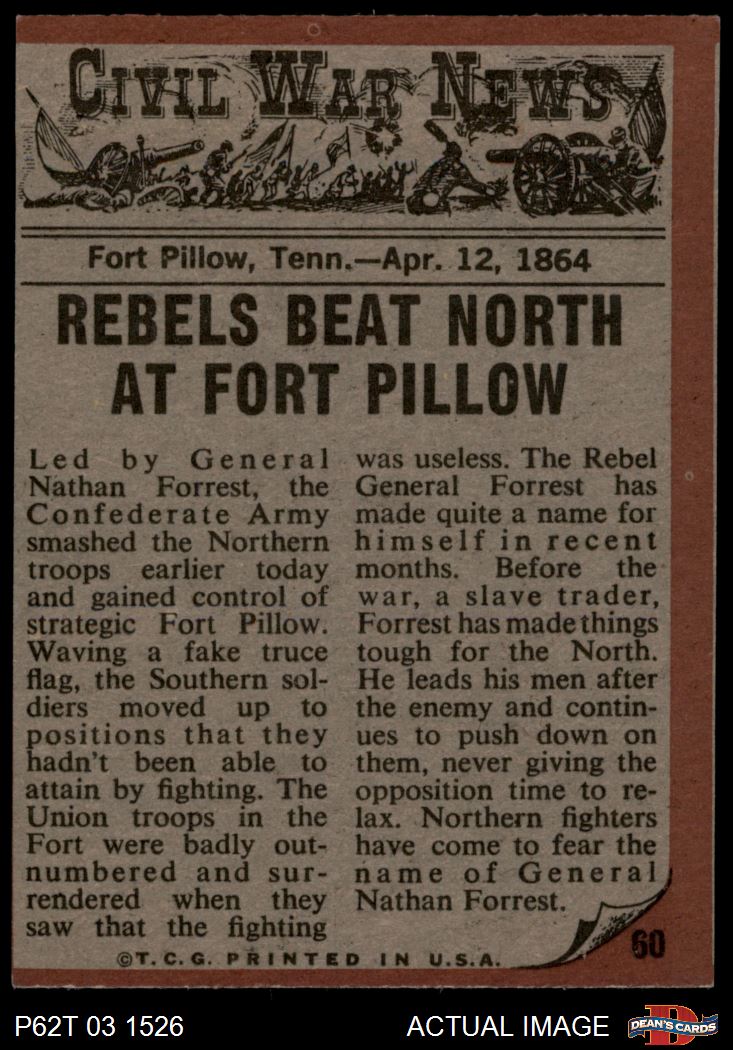 CIVIL WAR NEWS
Fort Pillow, Tenn.—Apr. 12, 1864
REBELS BEAT NORTH
AT FORT PILLOW
Led by General
Nathan Forrest, the
Confederate Army
smashed the Northern
troops earlier today
and gained control of
strategic Fort Pillow.
Waving a fake truce
flag, the Southern sol-
diers moved up to
positions that they
hadn't been able to
attain by fighting. The
Union troops in the
Fort were badly out-
numbered and sur-
rendered when they
saw that the fighting
was useless. The Rebel
General Forrest has
made quite a name for
himself in recent
months. Before the
war, a slave trader,
Forrest has made things
tough for the North.
He leads his men after
the enemy and contin-
ues to push down on
them, never giving the
opposition time to re-
lax. Northern fighters
have come to fear the
name of General
Nathan Forrest.
60
©T.C.G. PRINTED IN U.S.A.
P62T 03 1526
ACTUAL IMAGE
D
DEAN'S CARDS